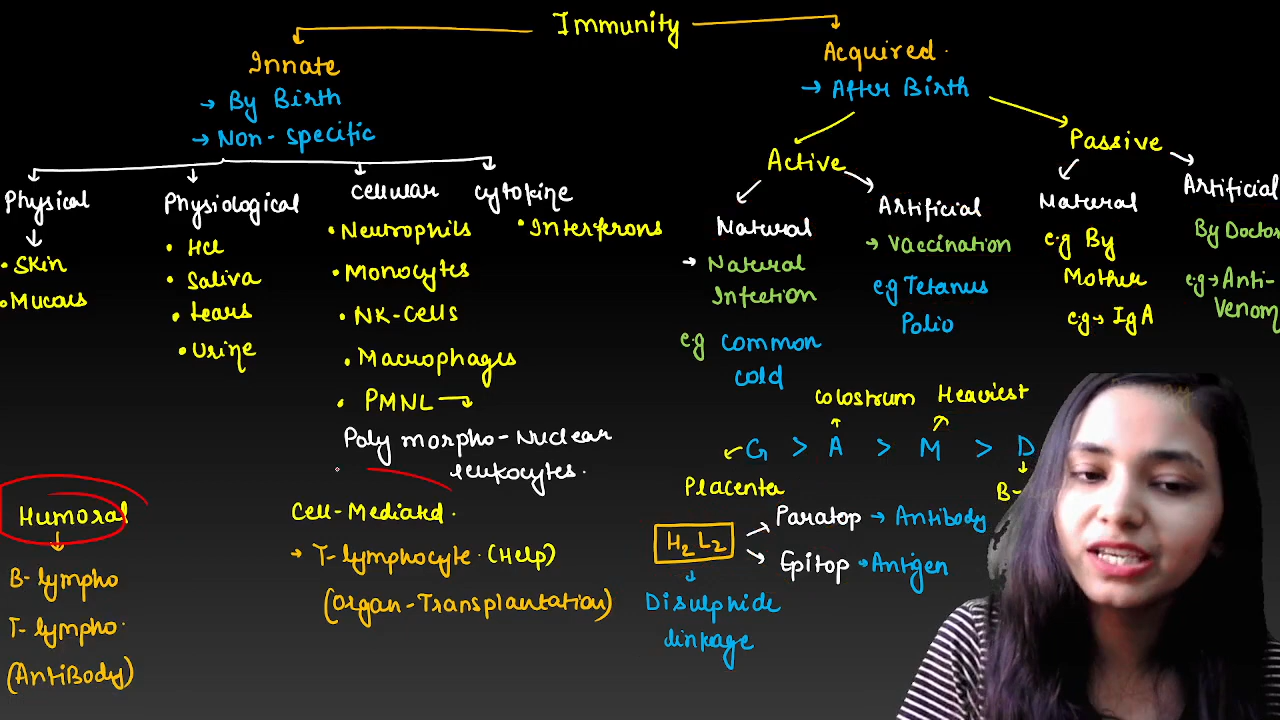 Immunity
Innate
→ By Birth
→ Non-specific
Physical
• Skin
• Mucous
Physiological
• Hcl
• Saliva
• tears
• Urine
Cellular
• Neutrophils
• Monocytes
• NK-Cells
• Macrophages
• PMNL →
Poly morpho-Nuclear
leukocytes.
Cytokine
• Interferons
Acquired.
→ After Birth
Active
Natural
→ Natural
Infection
e.g Common
Cold
Artificial
→ Vaccination
e.g Tetanus
Polio
Passive
Natural
e.g By
Mother
e.g → IgA
Artificial
By Doctor
e.g → Anti-
Venom
Humoral
B-lympho
T-lympho.
(AntiBody)
Cell-Mediated.
→ T-lymphocyte. (Help)
(Organ-Transplantation)
Colostrum Heaviest
G > A > M > D
Placenta B-
H2L2
Paratop → Antibody
Epitop → Antigen
Disulphide
linkage